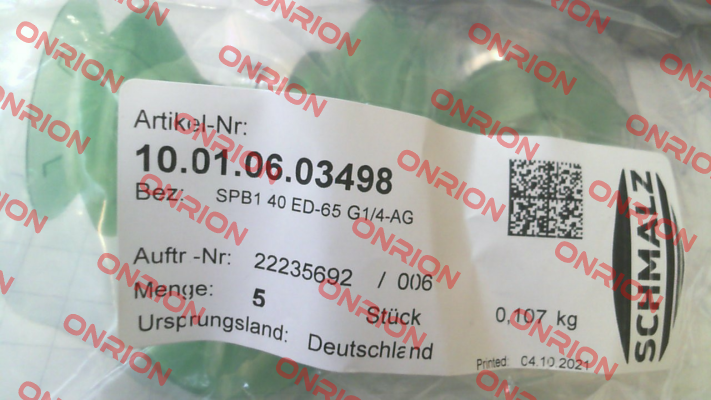 Artikel-Nr:
10.01.06.03498
Bez: SPB1 40 ED-65 G1/4-AG
Auftr -Nr: 22235692 / 006
Menge: 5 Stück 0,107 kg
Ursprungsland: Deutschland
Printed: 04.10.2021
SCHMALZ
ONRION